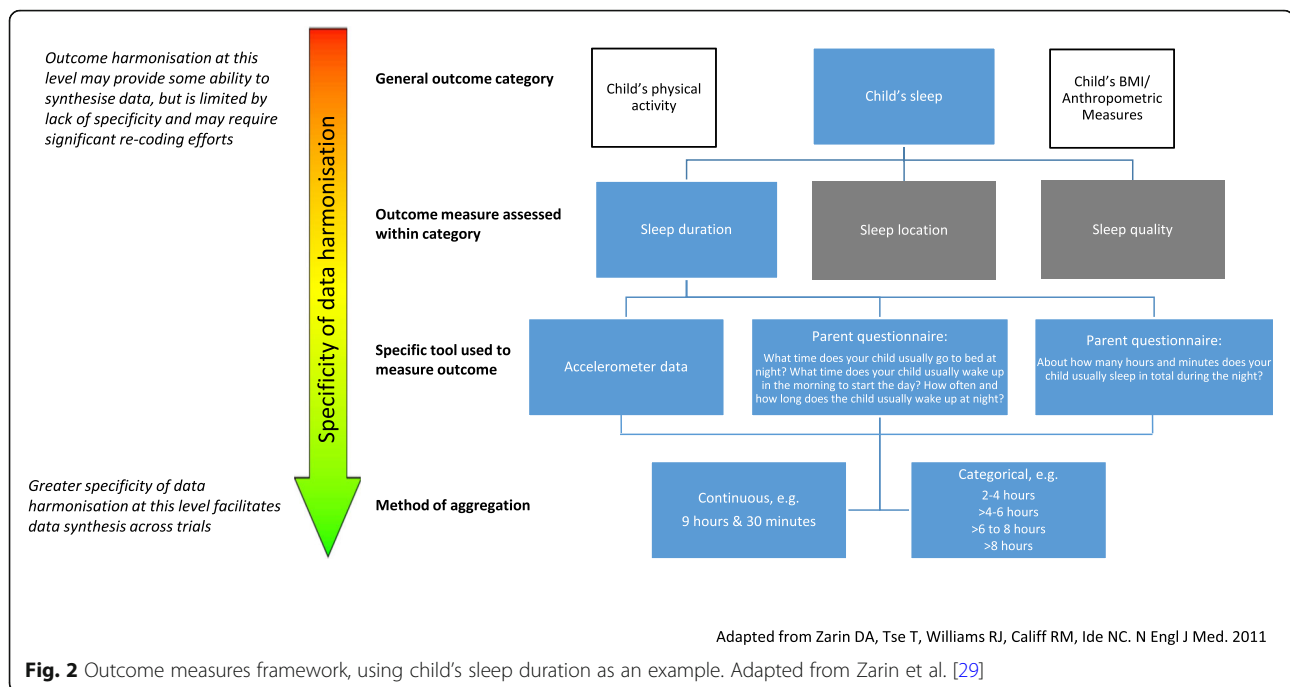 Outcome harmonisation at this
level may provide some ability to
synthesise data, but is limited by
lack of specificity and may require
significant re-coding efforts
Specificity of data harmonisation
General outcome category
Child's physical
activity
Child's sleep
Child's BMI/
Anthropometric
Measures
Outcome measure assessed
within category
Sleep duration
Sleep location
Sleep quality
Specific tool used to
measure outcome
Accelerometer data
Parent questionnaire:
What time does your child usually go to bed at
night? What time does your child usually wake up
in the morning to start the day? How often and
how long does the child usually wake up at night?
Parent questionnaire:
About how many hours and minutes does your
child usually sleep in total during the night?
Greater specificity of data
harmonisation at this level facilitates
data synthesis across trials
Method of aggregation
Continuous, e.g.
9 hours & 30 minutes
Categorical, e.g.
2-4 hours
>4-6 hours
>6 to 8 hours
>8 hours
Adapted from Zarin DA, Tse T, Williams RJ, Califf RM, Ide NC. N Engl J Med. 2011
Fig. 2 Outcome measures framework, using child's sleep duration as an example. Adapted from Zarin et al. [29]